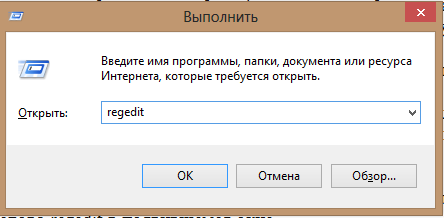 Выполнить
Введите имя программы, папки, документа или ресурса
Интернета, которые требуется открыть.
Открыть: regedit
ОК Отмена Обзор...